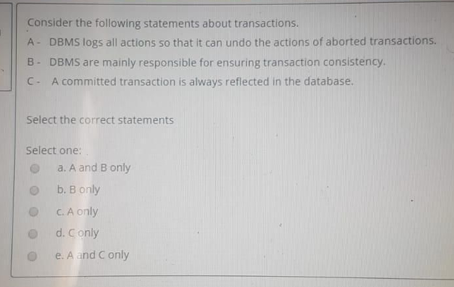 Consider the following statements about transactions.
A - DBMS logs all actions so that it can undo the actions of aborted transactions.
B - DBMS are mainly responsible for ensuring transaction consistency.
C - A committed transaction is always reflected in the database.
Select the correct statements
Select one:
a. A and B only
b. B only
c. A only
d. C only
e. A and C only